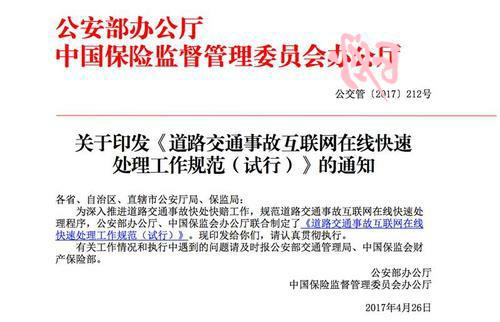 公安部办公厅
中国保险监督管理委员会办公厅
公交管〔2017〕212号
关于印发《道路交通事故互联网在线快速
处理工作规范（试行）》的通知
各省、自治区、直辖市公安厅局、保监局：
为深入推进道路交通事故快处快赔工作，规范道路交通事故互联网在线快速处
理程序，公安部办公厅、中国保监会办公厅联合制定了《道路交通事故互联网在线
快速处理工作规范（试行）》。现印发给你们，请认真贯彻执行。
有关工作情况和执行中遇到的问题请及时报公安部交通管理局、中国保监会财
产保险部。
公安部办公厅
中国保险监督管理委员会办公厅
2017年4月26日